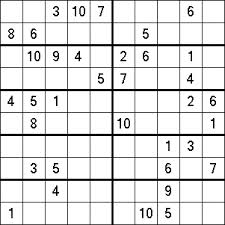 3 10 7 6
8 6 5
10 9 4 2 6 1
5 7 4
4 5 1 2 6
8 10 1
1 3
3 5 6 7
4 9
1 10 5